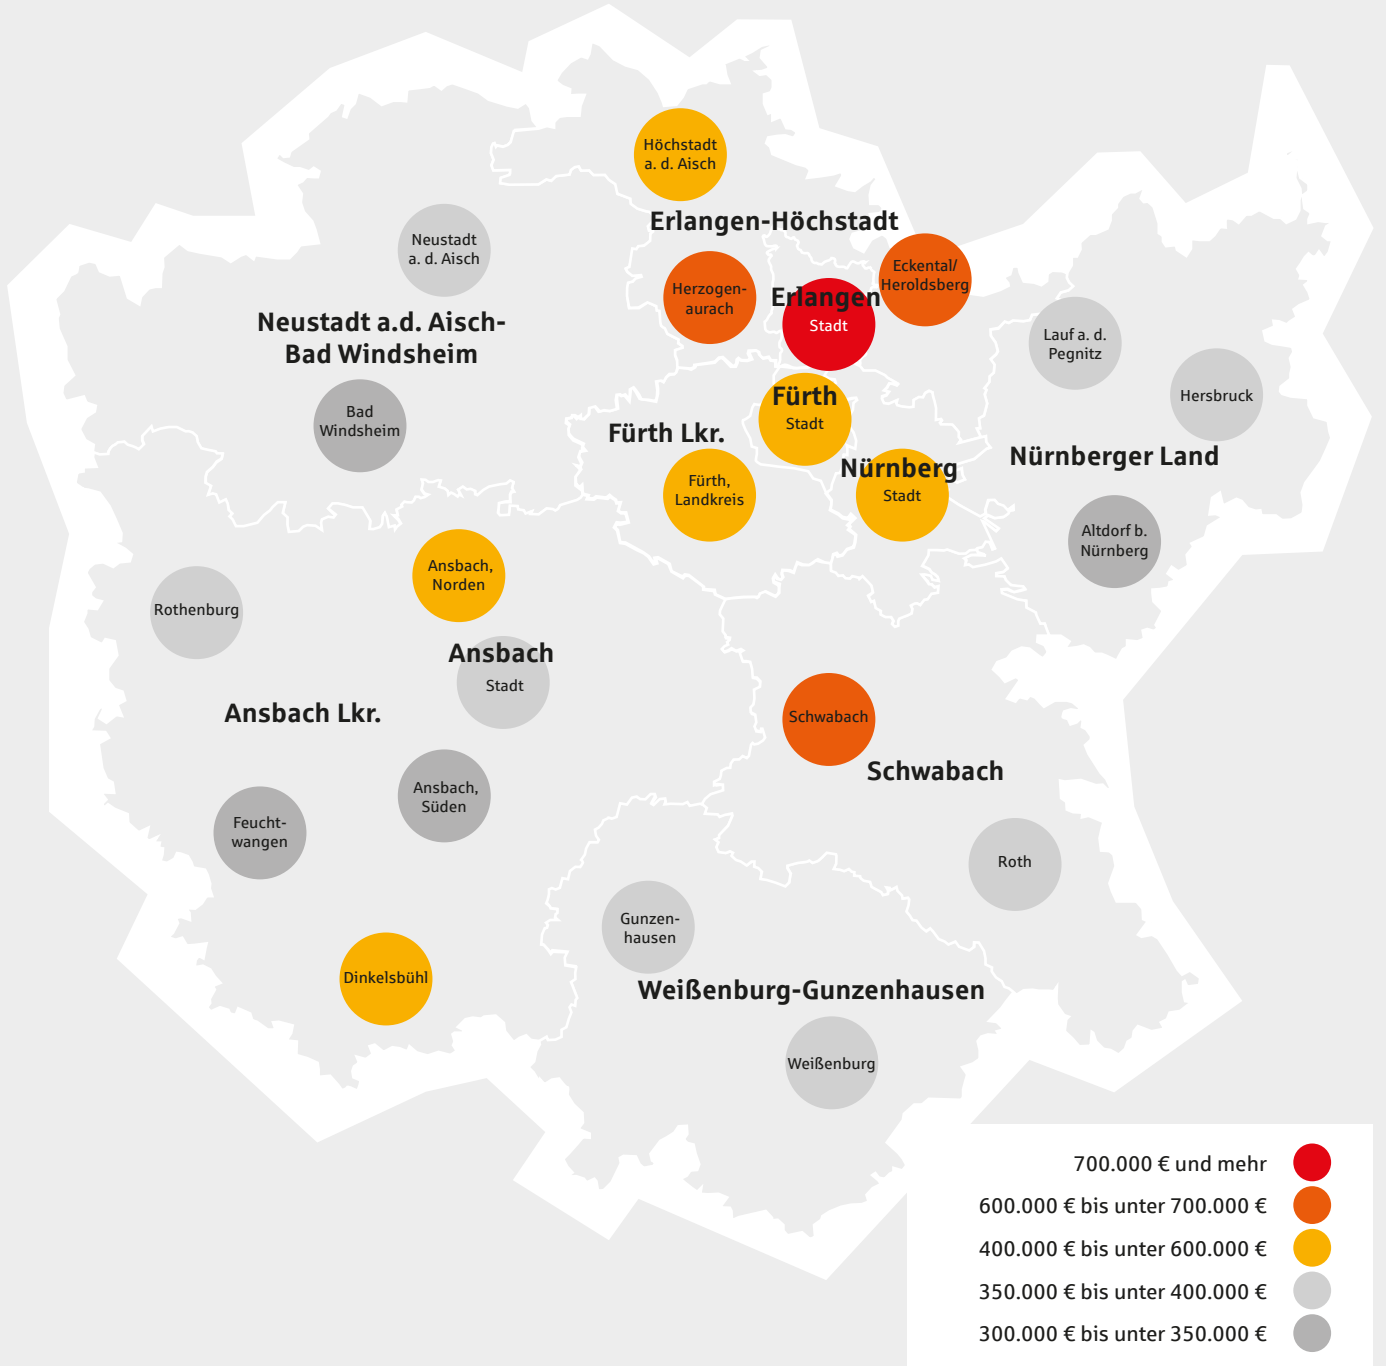 Höchstadt
a. d. Aisch
Erlangen-Höchstadt
Neustadt
a. d. Aisch
Herzogen-
aurach
Erlangen
Stadt
Eckental/
Heroldsberg
Neustadt a.d. Aisch-
Bad Windsheim
Lauf a. d.
Pegnitz
Hersbruck
Bad
Windsheim
Fürth
Stadt
Fürth Lkr.
Nürnberger Land
Nürnberg
Stadt
Fürth,
Landkreis
Altdorf b.
Nürnberg
Ansbach,
Norden
Rothenburg
Ansbach
Stadt
Ansbach Lkr.
Schwabach
Schwabach
Ansbach,
Süden
Feucht-
wangen
Roth
Gunzen-
hausen
Dinkelsbühl
Weißenburg-Gunzenhausen
Weißenburg
700.000 € und mehr
600.000 € bis unter 700.000 €
400.000 € bis unter 600.000 €
350.000 € bis unter 400.000 €
300.000 € bis unter 350.000 €